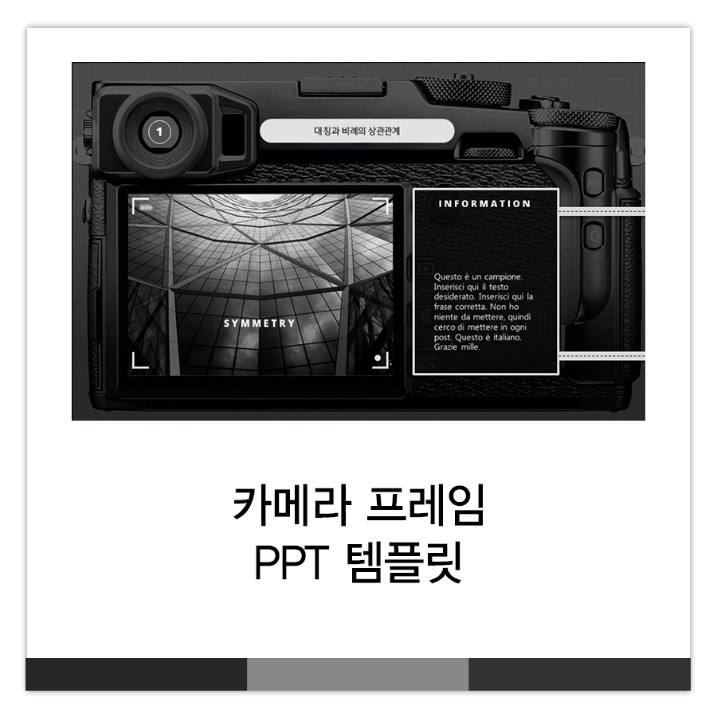 1
대칭과 비례의 상관관계
INFORMATION
SYMMETRY
Questo è un campione.
Inserisci qui il testo
desiderato. Inserisci qui la
frase corretta. Non ho
niente da mettere, quindi
cerco di mettere in ogni
post. Questo è italiano.
Grazie mille.
카메라 프레임
PPT 템플릿